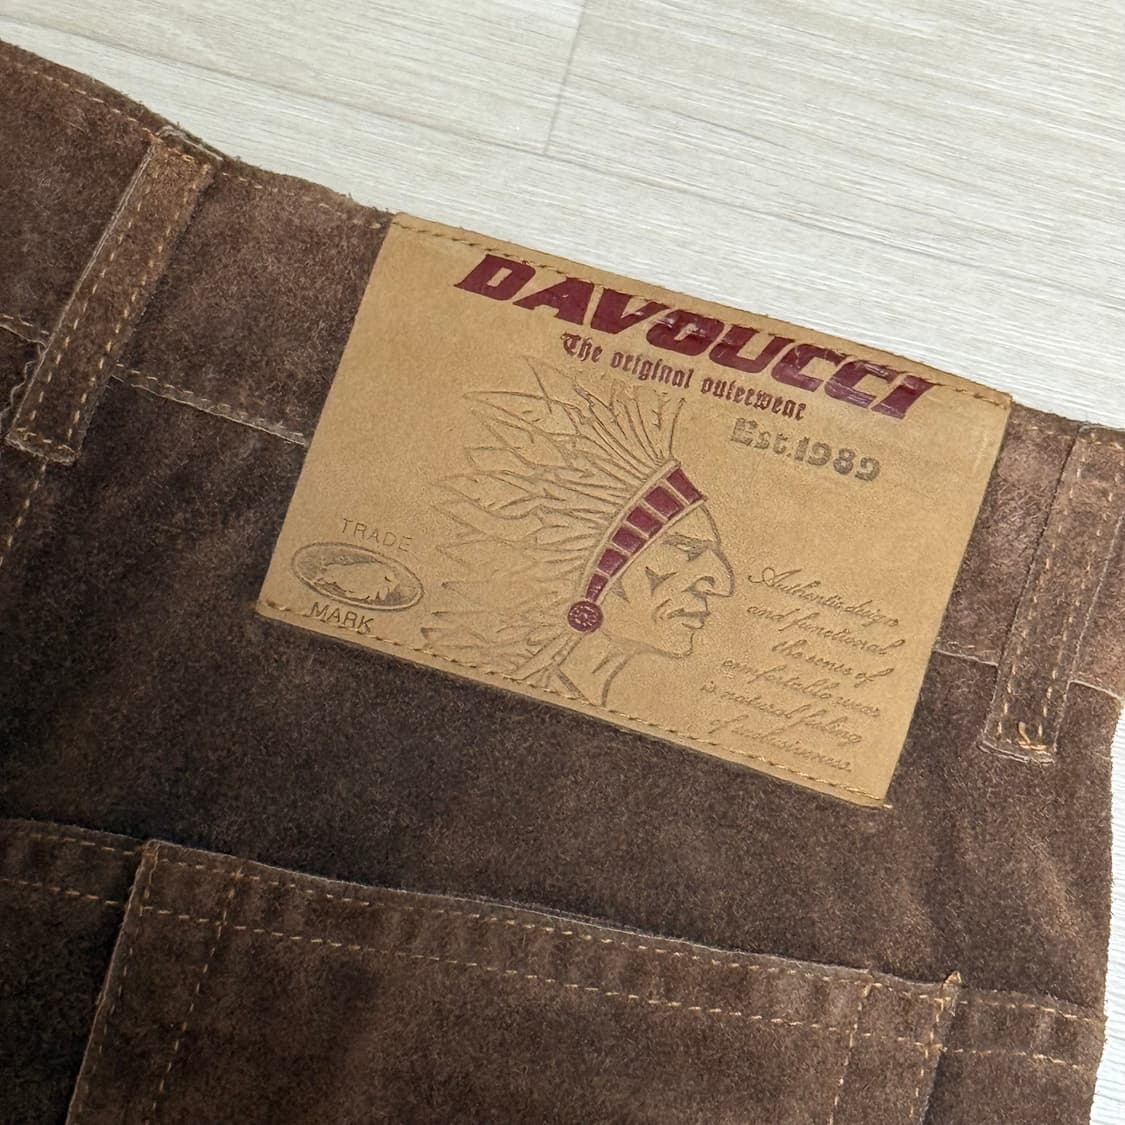 DAVOUCCI
The original outerwear
Est.1989
TRADE
MARK
Authentic design
and functional
the sense of
comfortable wear
is natural feeling
of exclusiveness.